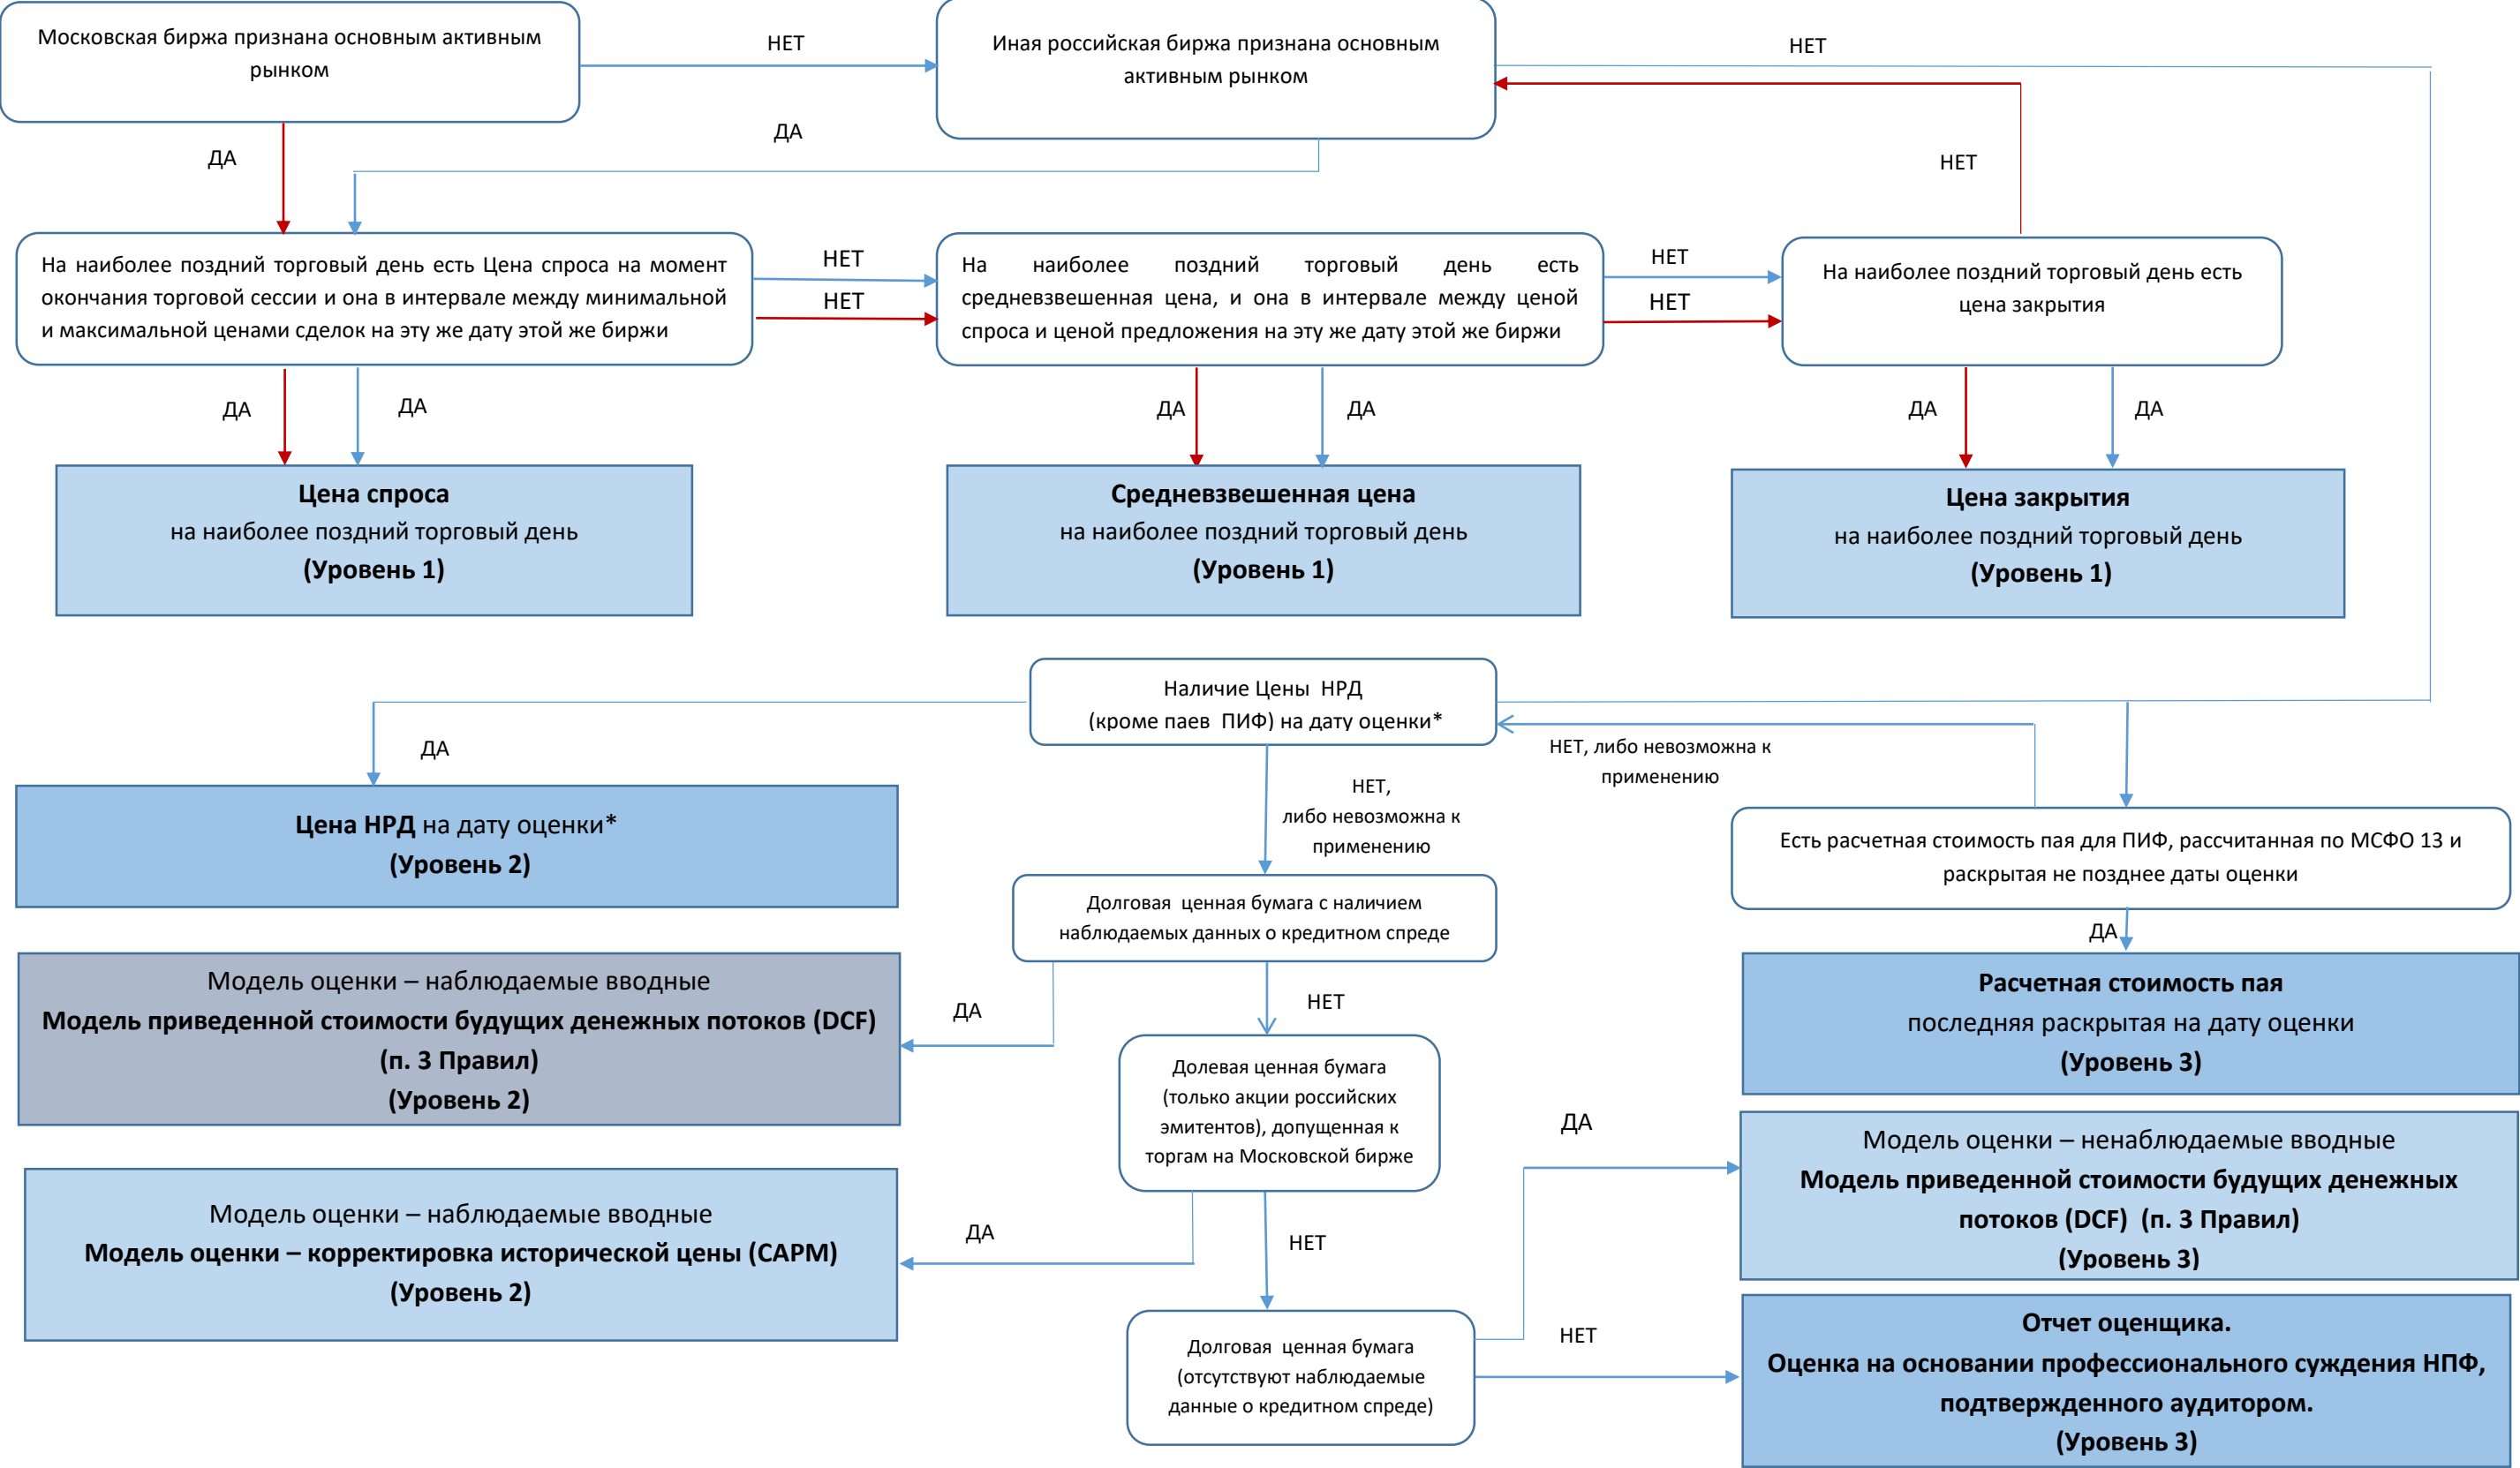 Московская биржа признана основным активным
рынком
НЕТ
Иная российская биржа признана основным
активным рынком
НЕТ
ДА
ДА
НЕТ
На наиболее поздний торговый день есть Цена спроса на момент
окончания торговой сессии и она в интервале между минимальной
и максимальной ценами сделок на эту же дату этой же биржи
НЕТ
НЕТ
На наиболее поздний торговый день есть
средневзвешенная цена, и она в интервале между ценой
спроса и ценой предложения на эту же дату этой же биржи
НЕТ
НЕТ
На наиболее поздний торговый день есть
цена закрытия
ДА
ДА
ДА
ДА
ДА
ДА
Цена спроса
на наиболее поздний торговый день
(Уровень 1)
Средневзвешенная цена
на наиболее поздний торговый день
(Уровень 1)
Цена закрытия
на наиболее поздний торговый день
(Уровень 1)
Наличие Цены НРД
(кроме паев ПИФ) на дату оценки*
ДА
НЕТ, либо невозможна к
применению
НЕТ,
либо невозможна к
применению
Цена НРД на дату оценки*
(Уровень 2)
Есть расчетная стоимость пая для ПИФ, рассчитанная по МСФО 13 и
раскрытая не позднее даты оценки
Долговая ценная бумага с наличием
наблюдаемых данных о кредитном спреде
ДА
Модель оценки – наблюдаемые вводные
Модель приведенной стоимости будущих денежных потоков (DCF)
(п. 3 Правил)
(Уровень 2)
ДА
НЕТ
Расчетная стоимость пая
последняя раскрытая на дату оценки
(Уровень 3)
Долевая ценная бумага
(только акции российских
эмитентов), допущенная к
торгам на Московской бирже
ДА
Модель оценки – ненаблюдаемые вводные
Модель приведенной стоимости будущих денежных
потоков (DCF) (п. 3 Правил)
(Уровень 3)
Модель оценки – наблюдаемые вводные
Модель оценки – корректировка исторической цены (CAPM)
(Уровень 2)
ДА
НЕТ
Долговая ценная бумага
(отсутствуют наблюдаемые
данные о кредитном спреде)
НЕТ
Отчет оценщика.
Оценка на основании профессионального суждения НПФ,
подтвержденного аудитором.
(Уровень 3)